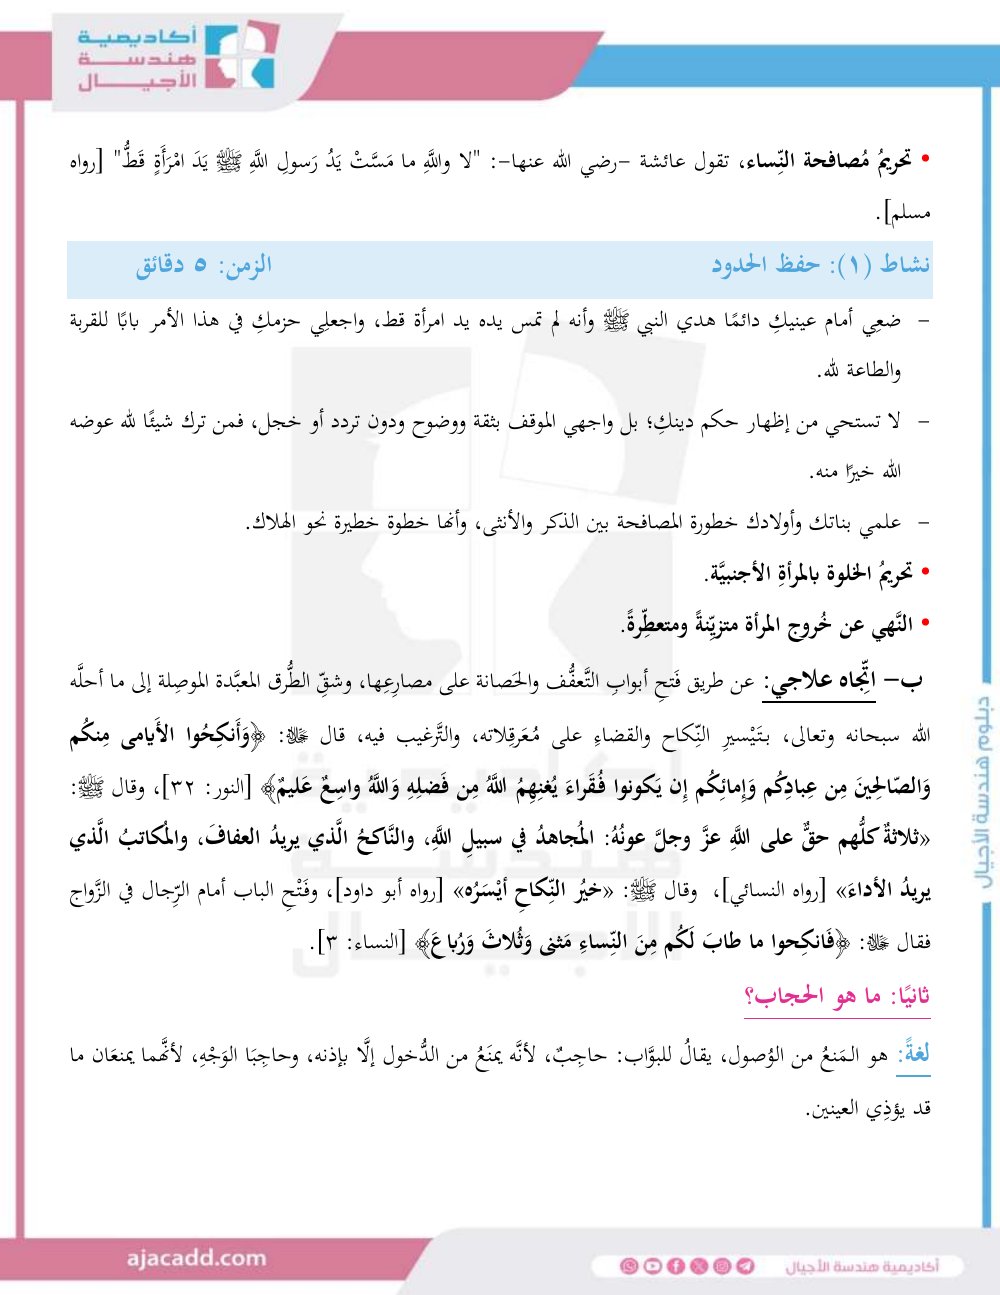 أكاديمية
هندسة
الأجيال
• تحريمُ مُصافحة النِّساء، تقول عائشة -رضي الله عنها-: "لا واللَّهِ ما مَسَّتْ يَدُ رَسولِ اللَّهِ ﷺ يَدَ امْرَأَةٍ قَطُّ" [رواه
مسلم].
نشاط (١): حفظ الحدود الزمن: ٥ دقائق
- ضعِي أمام عينيكِ دائمًا هدي النبي ﷺ وأنه لم تمس يده يد امرأة قط، واجعلِي حزمكِ في هذا الأمر بابًا للقربة
والطاعة لله.
- لا تستحي من إظهار حكم دينكِ؛ بل واجهي الموقف بثقة ووضوح ودون تردد أو خجل، فمن ترك شيئًا لله عوضه
الله خيرًا منه.
- علمي بناتك وأولادك خطورة المصافحة بين الذكر والأنثى، وأنها خطوة خطيرة نحو الهلاك.
• تحريمُ الخلوة بالمرأةِ الأجنبيَّة.
• النَّهي عن خُروج المرأة متزيِّنةً ومتعطِّرةً.
ب- اتِّجاه علاجي: عن طريق فَتحِ أبوابِ التَّعفُّف والحَصانة على مصارِعِها، وشقِّ الطُّرق المعبَّدة الموصِلة إلى ما أحلَّه
الله سبحانه وتعالى، بتَيْسيرِ النِّكاح والقضاءِ على مُعَرقِلاته، والتَّرغيب فيه، قال ﷻ: ﴿وَأَنكِحُوا الأَيامى مِنكُم
وَالصّالِحينَ مِن عِبادِكُم وَإِمائِكُم إِن يَكونوا فُقَراءَ يُغنِهِمُ اللَّهُ مِن فَضلِهِ وَاللَّهُ واسِعٌ عَليمٌ﴾ [النور: ٣٢]، وقال ﷺ:
«ثلاثةٌ كلُّهم حقٌّ على اللَّهِ عزَّ وجلَّ عونُهُ: المُجاهدُ في سبيلِ اللَّهِ، والنَّاكحُ الَّذي يريدُ العفافَ، والمُكاتبُ الَّذي
يريدُ الأداءَ» [رواه النسائي]، وقال ﷺ: «خيرُ النِّكاحِ أيْسَرُه» [رواه أبو داود]، وفَتْحِ الباب أمام الرِّجال في الزَّواج
فقال ﷻ: ﴿فَانكِحوا ما طابَ لَكُم مِنَ النِّساءِ مَثنى وَثُلاثَ وَرُباعَ﴾ [النساء: ٣].
ثانيًا: ما هو الحجاب؟
لغةً: هو المَنعُ من الوُصول، يقالُ للبوَّاب: حاجِبٌ، لأنَّه يمنَعُ من الدُّخول إلَّا بإذنه، وحاجِبَا الوَجْهِ، لأنَّهما يمنعَان ما
قد يؤذِي العينين.
دبلوم هندسة الأجيال
أكاديمية
هندسة
الأجيال
ajacadd.com
أكاديمية هندسة الأجيال